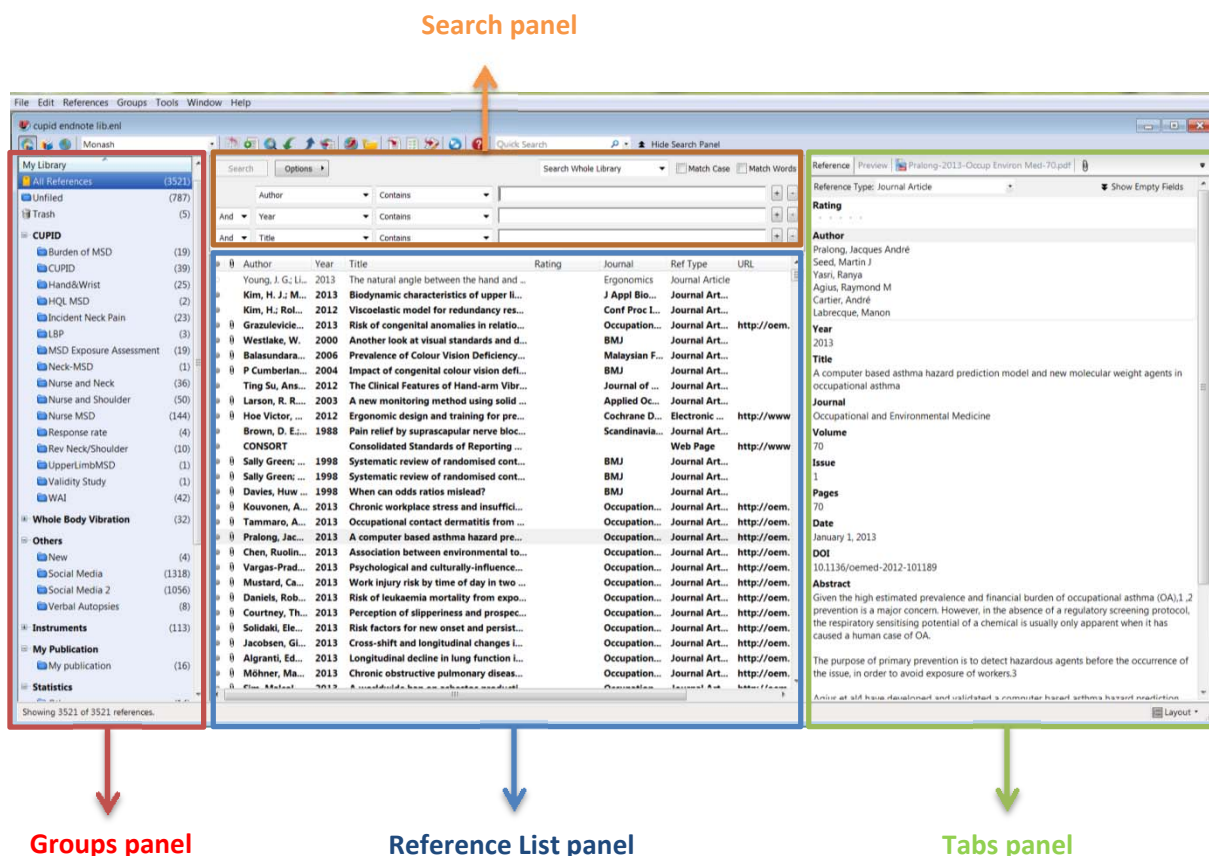 Search panel
File Edit References Groups Tools Window Help
cupid endnote lib.enl
Monash
Quick Search
Hide Search Panel
My Library
All References (3521)
Unfiled (787)
Trash (5)
CUPID
Burden of MSD (19)
CUPID (39)
Hand&Wrist (25)
HQL MSD (2)
Incident Neck Pain (23)
LBP (3)
MSD Exposure Assessment (19)
Neck-MSD (1)
Nurse and Neck (36)
Nurse and Shoulder (50)
Nurse MSD (144)
Response rate (4)
Rev Neck/Shoulder (10)
UpperLimbMSD (1)
Validity Study (1)
WAI (42)
Whole Body Vibration (32)
Others
New (4)
Social Media (1318)
Social Media 2 (1056)
Verbal Autopsies (8)
Instruments (113)
My Publication
My publication (16)
Statistics
Showing 3521 of 3521 references.
Search Options Search Whole Library Match Case Match Words
Author Contains + -
And Year Contains + -
And Title Contains + -
Author Year Title Rating Journal Ref Type URL
Young, J. G.; Li... 2013 The natural angle between the hand and ... Ergonomics Journal Article
Kim, H. J.; M... 2013 Biodynamic characteristics of upper li... J Appl Bio... Journal Art...
Kim, H.; Rol... 2012 Viscoelastic model for redundancy res... Conf Proc I... Journal Art...
Grazulevicie... 2013 Risk of congenital anomalies in relatio... Occupation... Journal Art... http://oem.
Westlake, W. 2000 Another look at visual standards and d... BMJ Journal Art...
Balasundara... 2006 Prevalence of Colour Vision Deficiency... Malaysian F... Journal Art...
P Cumberlan... 2004 Impact of congenital colour vision defi... BMJ Journal Art...
Ting Su, Ans... 2012 The Clinical Features of Hand-arm Vibr... Journal of ... Journal Art...
Larson, R. R.... 2003 A new monitoring method using solid ... Applied Oc... Journal Art...
Hoe Victor, ... 2012 Ergonomic design and training for pre... Cochrane D... Electronic ... http://www
Brown, D. E.;... 1988 Pain relief by suprascapular nerve bloc... Scandinavia... Journal Art...
CONSORT Consolidated Standards of Reporting ... Web Page http://www
Sally Green; ... 1998 Systematic review of randomised cont... BMJ Journal Art...
Sally Green; ... 1998 Systematic review of randomised cont... BMJ Journal Art...
Davies, Huw ... 1998 When can odds ratios mislead? BMJ Journal Art...
Kouvonen, A... 2013 Chronic workplace stress and insuffici... Occupation... Journal Art... http://oem.
Tammaro, A... 2013 Occupational contact dermatitis from ... Occupation... Journal Art... http://oem.
Pralong, Jac... 2013 A computer based asthma hazard pre... Occupation... Journal Art... http://oem.
Chen, Ruolin... 2013 Association between environmental to... Occupation... Journal Art... http://oem.
Vargas-Prad... 2013 Psychological and culturally-influence... Occupation... Journal Art... http://oem.
Mustard, Ca... 2013 Work injury risk by time of day in two ... Occupation... Journal Art... http://oem.
Daniels, Rob... 2013 Risk of leukaemia mortality from expo... Occupation... Journal Art... http://oem.
Courtney, Th... 2013 Perception of slipperiness and prospec... Occupation... Journal Art... http://oem.
Solidaki, Ele... 2013 Risk factors for new onset and persist... Occupation... Journal Art... http://oem.
Jacobsen, Gi... 2013 Cross-shift and longitudinal changes i... Occupation... Journal Art... http://oem.
Algranti, Ed... 2013 Longitudinal decline in lung function i... Occupation... Journal Art... http://oem.
Möhner, Ma... 2013 Chronic obstructive pulmonary diseas... Occupation... Journal Art... http://oem.
Reference Preview Pralong-2013-Occup Environ Med-70.pdf
Reference Type: Journal Article Show Empty Fields
Rating
Author
Pralong, Jacques André
Seed, Martin J
Yasri, Ranya
Agius, Raymond M
Cartier, André
Labrecque, Manon
Year
2013
Title
A computer based asthma hazard prediction model and new molecular weight agents in
occupational asthma
Journal
Occupational and Environmental Medicine
Volume
70
Issue
1
Pages
70
Date
January 1, 2013
DOI
10.1136/oemed-2012-101189
Abstract
Given the high estimated prevalence and financial burden of occupational asthma (OA),1 ,2
prevention is a major concern. However, in the absence of a regulatory screening protocol,
the respiratory sensitising potential of a chemical is usually only apparent when it has
caused a human case of OA.
The purpose of primary prevention is to detect hazardous agents before the occurrence of
the issue, in order to avoid exposure of workers.3
Layout
Groups panel
Reference List panel
Tabs panel